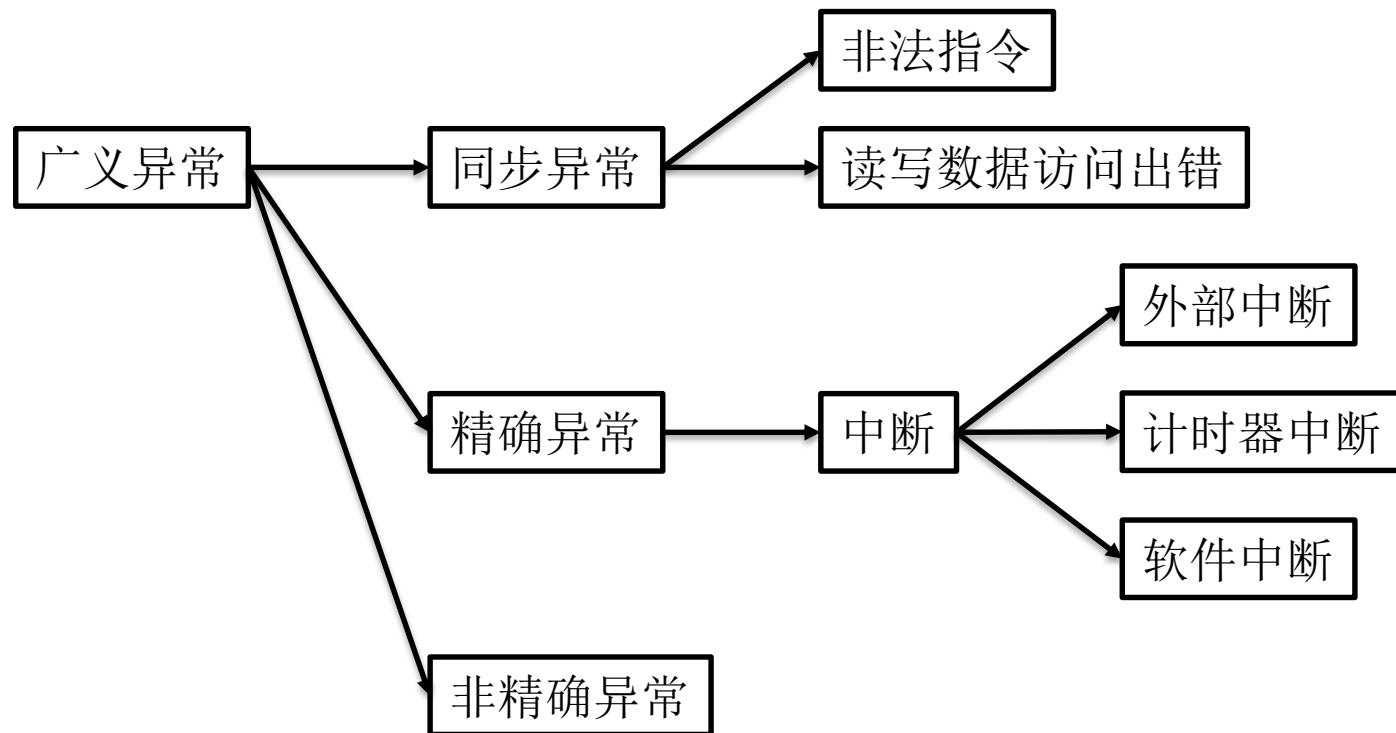 非法指令
广义异常
同步异常
读写数据访问出错
外部中断
精确异常
中断
计时器中断
软件中断
非精确异常